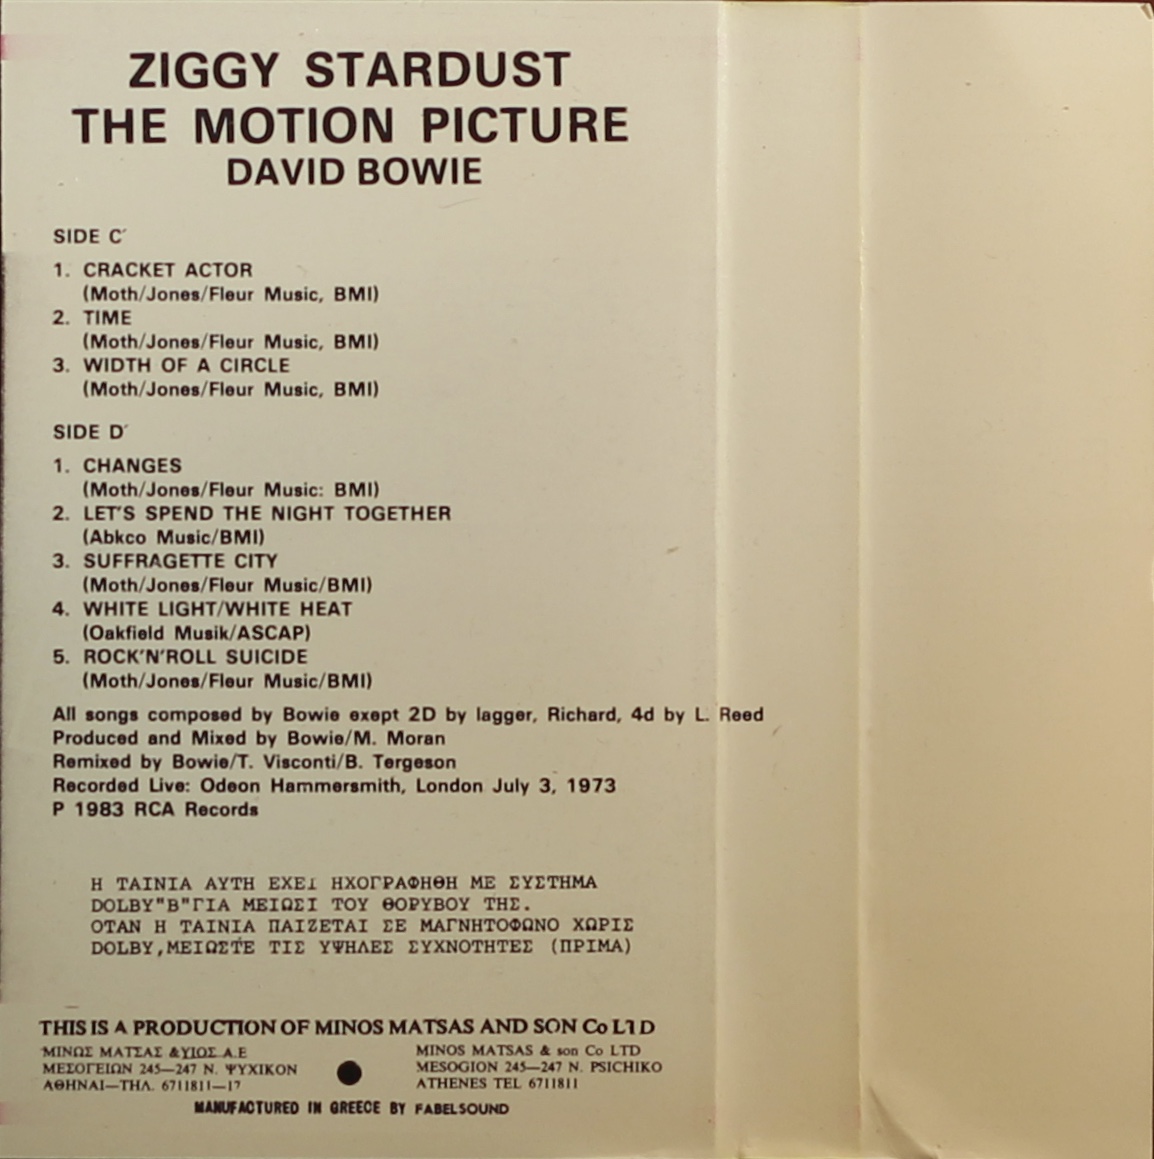 ZIGGY STARDUST
THE MOTION PICTURE
DAVID BOWIE
SIDE C΄
1. CRACKET ACTOR
(Moth/Jones/Fleur Music, BMI)
2. TIME
(Moth/Jones/Fleur Music, BMI)
3. WIDTH OF A CIRCLE
(Moth/Jones/Fleur Music, BMI)
SIDE D΄
1. CHANGES
(Moth/Jones/Fleur Music: BMI)
2. LET'S SPEND THE NIGHT TOGETHER
(Abkco Music/BMI)
3. SUFFRAGETTE CITY
(Moth/Jones/Fleur Music/BMI)
4. WHITE LIGHT/WHITE HEAT
(Oakfield Musik/ASCAP)
5. ROCK'N'ROLL SUICIDE
(Moth/Jones/Fleur Music/BMI)
All songs composed by Bowie exept 2D by Iagger, Richard, 4d by L. Reed
Produced and Mixed by Bowie/M. Moran
Remixed by Bowie/T. Visconti/B. Tergeson
Recorded Live: Odeon Hammersmith, London July 3, 1973
P 1983 RCA Records
Η ΤΑΙΝΙΑ ΑΥΤΗ ΕΧΕΙ ΗΧΟΓΡΑΦΗΘΗ ΜΕ ΣΥΣΤΗΜΑ
DOLBY"B"ΓΙΑ ΜΕΙΩΣΙ ΤΟΥ ΘΟΡΥΒΟΥ ΤΗΣ.
ΟΤΑΝ Η ΤΑΙΝΙΑ ΠΑΙΖΕΤΑΙ ΣΕ ΜΑΓΝΗΤΟΦΩΝΟ ΧΩΡΙΣ
DOLBY,ΜΕΙΩΣΤΕ ΤΙΣ ΥΨΗΛΕΣ ΣΥΧΝΟΤΗΤΕΣ (ΠΡΙΜΑ)
THIS IS A PRODUCTION OF MINOS MATSAS AND SON Co LTD
ΜΙΝΩΣ ΜΑΤΣΑΣ & ΥΙΟΣ Α.Ε
ΜΕΣΟΓΕΙΩΝ 245—247 Ν. ΨΥΧΙΚΟΝ
ΑΘΗΝΑΙ—ΤΗΛ. 6711811—17
MINOS MATSAS & son Co LTD
MESOGION 245—247 N. PSICHIKO
ATHENES TEL 6711811
MANUFACTURED IN GREECE BY FABELSOUND